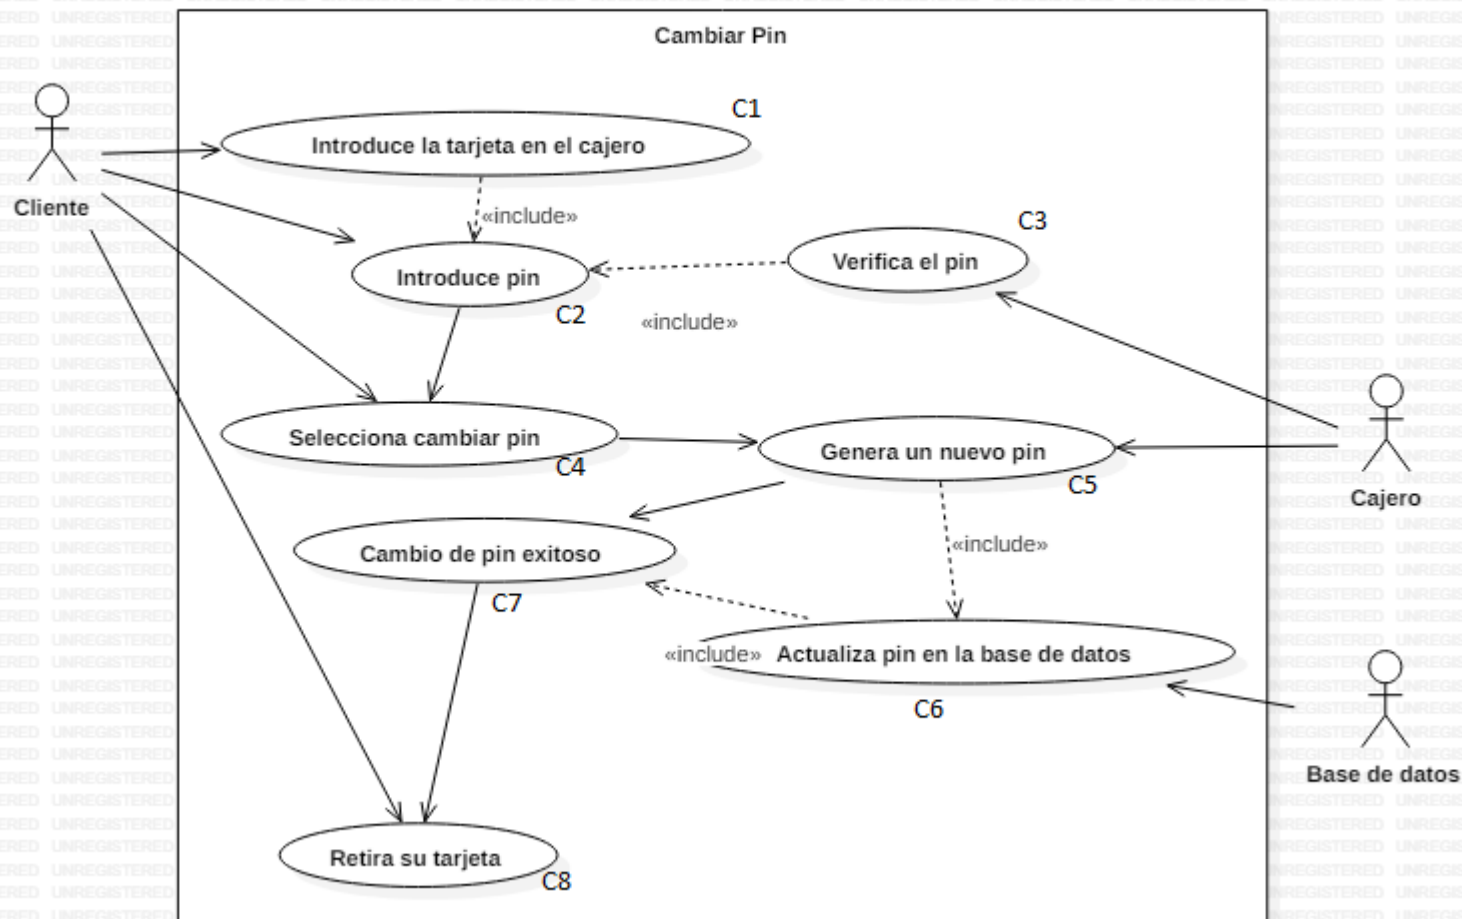 Cambiar Pin
C1
Introduce la tarjeta en el cajero
Cliente
«include»
C3
Verifica el pin
Introduce pin
C2
«include»
Selecciona cambiar pin
C4
Genera un nuevo pin
C5
Cajero
Cambio de pin exitoso
C7
«include»
«include»
Actualiza pin en la base de datos
C6
Base de datos
Retira su tarjeta
C8
UNREGISTERED